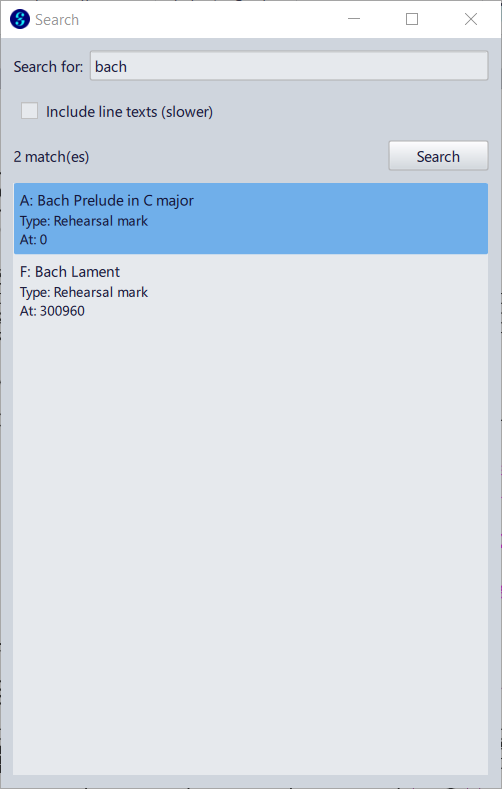 Search
Search for: bach
Include line texts (slower)
2 match(es) Search
A: Bach Prelude in C major
Type: Rehearsal mark
At: 0
F: Bach Lament
Type: Rehearsal mark
At: 300960